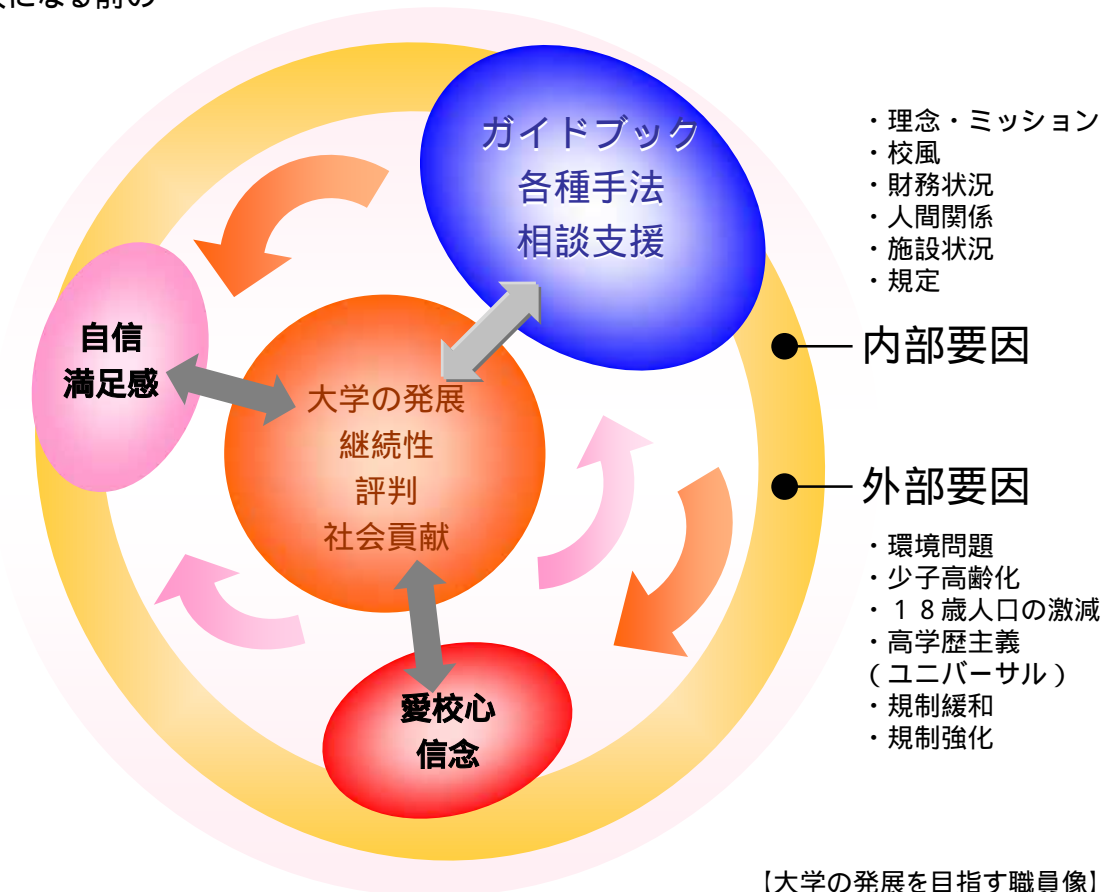 になる前の
ガイドブック
各種手法
相談支援
・理念・ミッション
・校風
・財務状況
・人間関係
・施設状況
・規定
内部要因
自信
満足感
大学の発展
継続性
評判
社会貢献
外部要因
・環境問題
・少子高齢化
・１８歳人口の激減
・高学歴主義
（ユニバーサル）
・規制緩和
・規制強化
愛校心
信念
【大学の発展を目指す職員像】